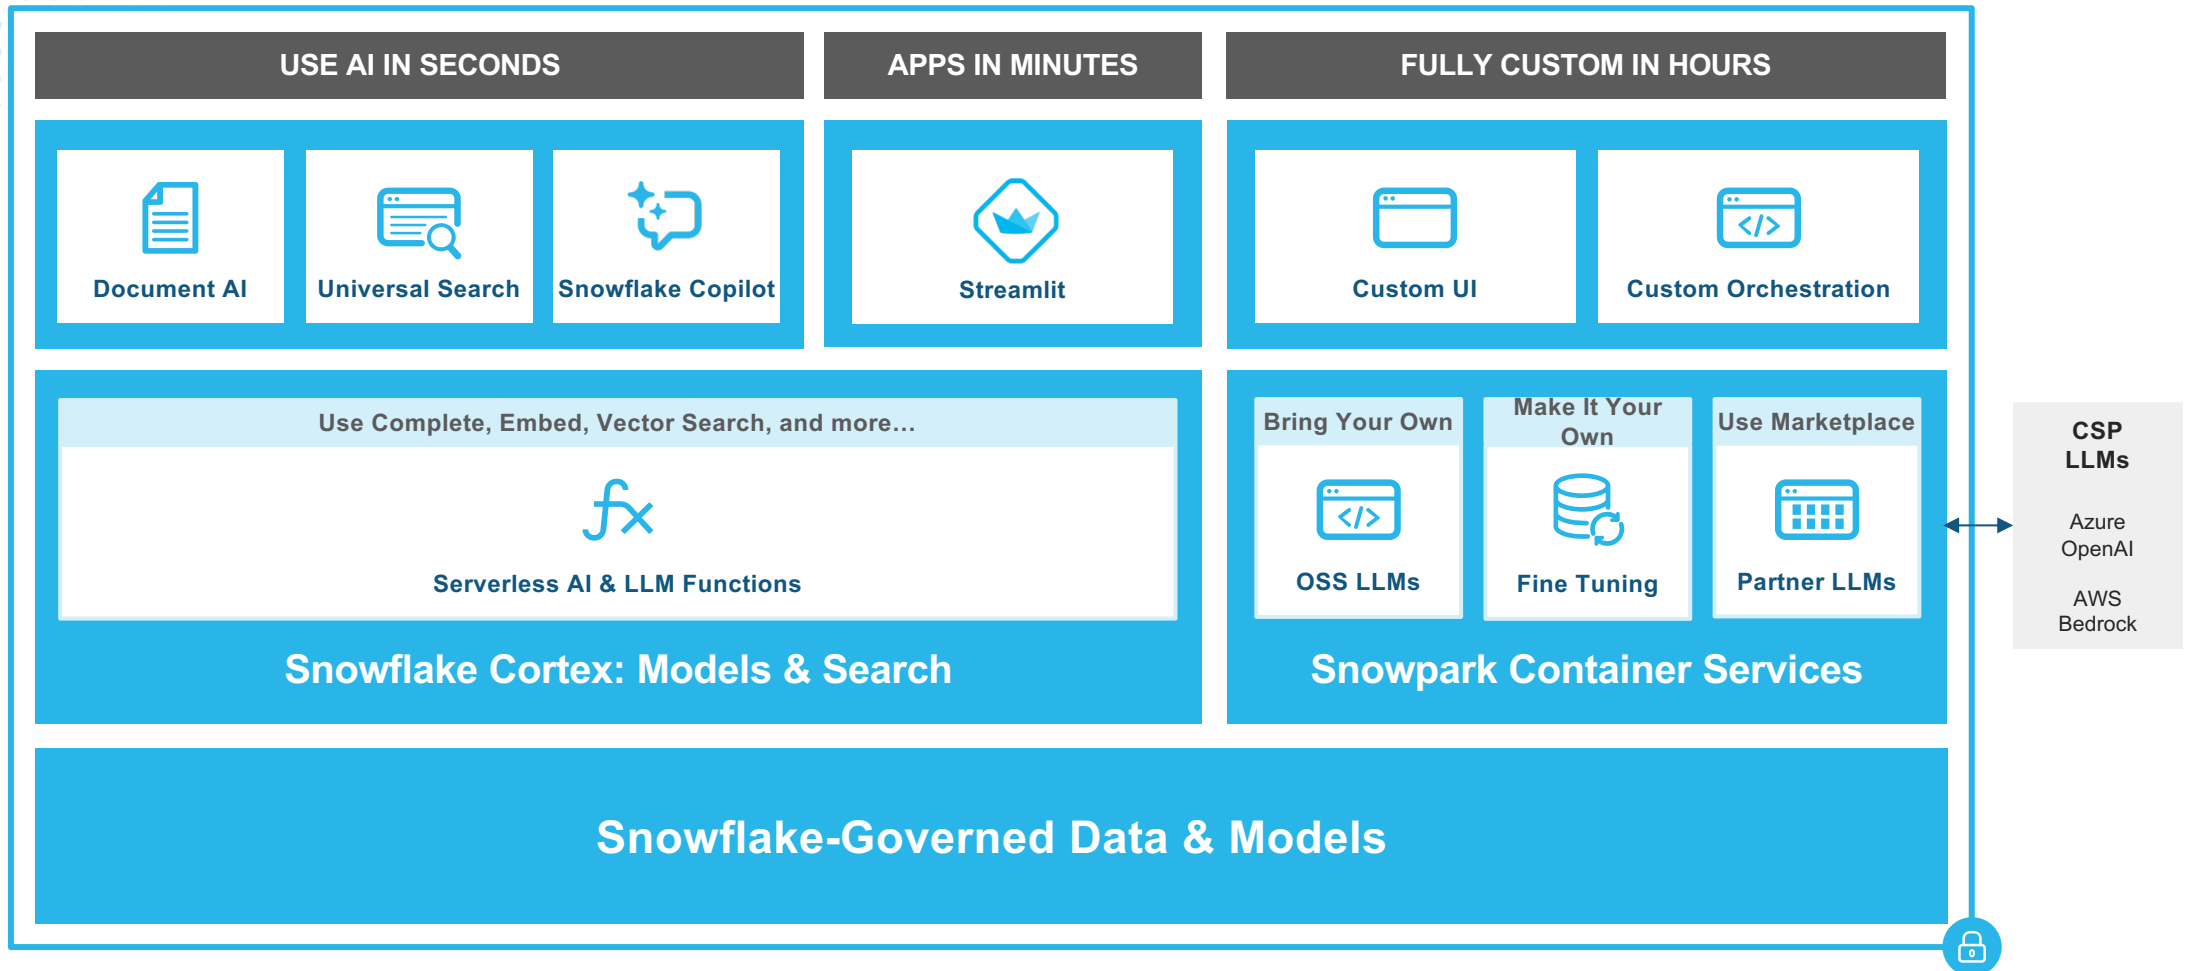 USE AI IN SECONDS
APPS IN MINUTES
FULLY CUSTOM IN HOURS
Document AI
Universal Search
Snowflake Copilot
Streamlit
Custom UI
Custom Orchestration
Use Complete, Embed, Vector Search, and more...
Serverless AI & LLM Functions
Snowflake Cortex: Models & Search
Bring Your Own
OSS LLMs
Make It Your
Own
Fine Tuning
Use Marketplace
Partner LLMs
Snowpark Container Services
CSP
LLMs
Azure
OpenAI
AWS
Bedrock
Snowflake-Governed Data & Models